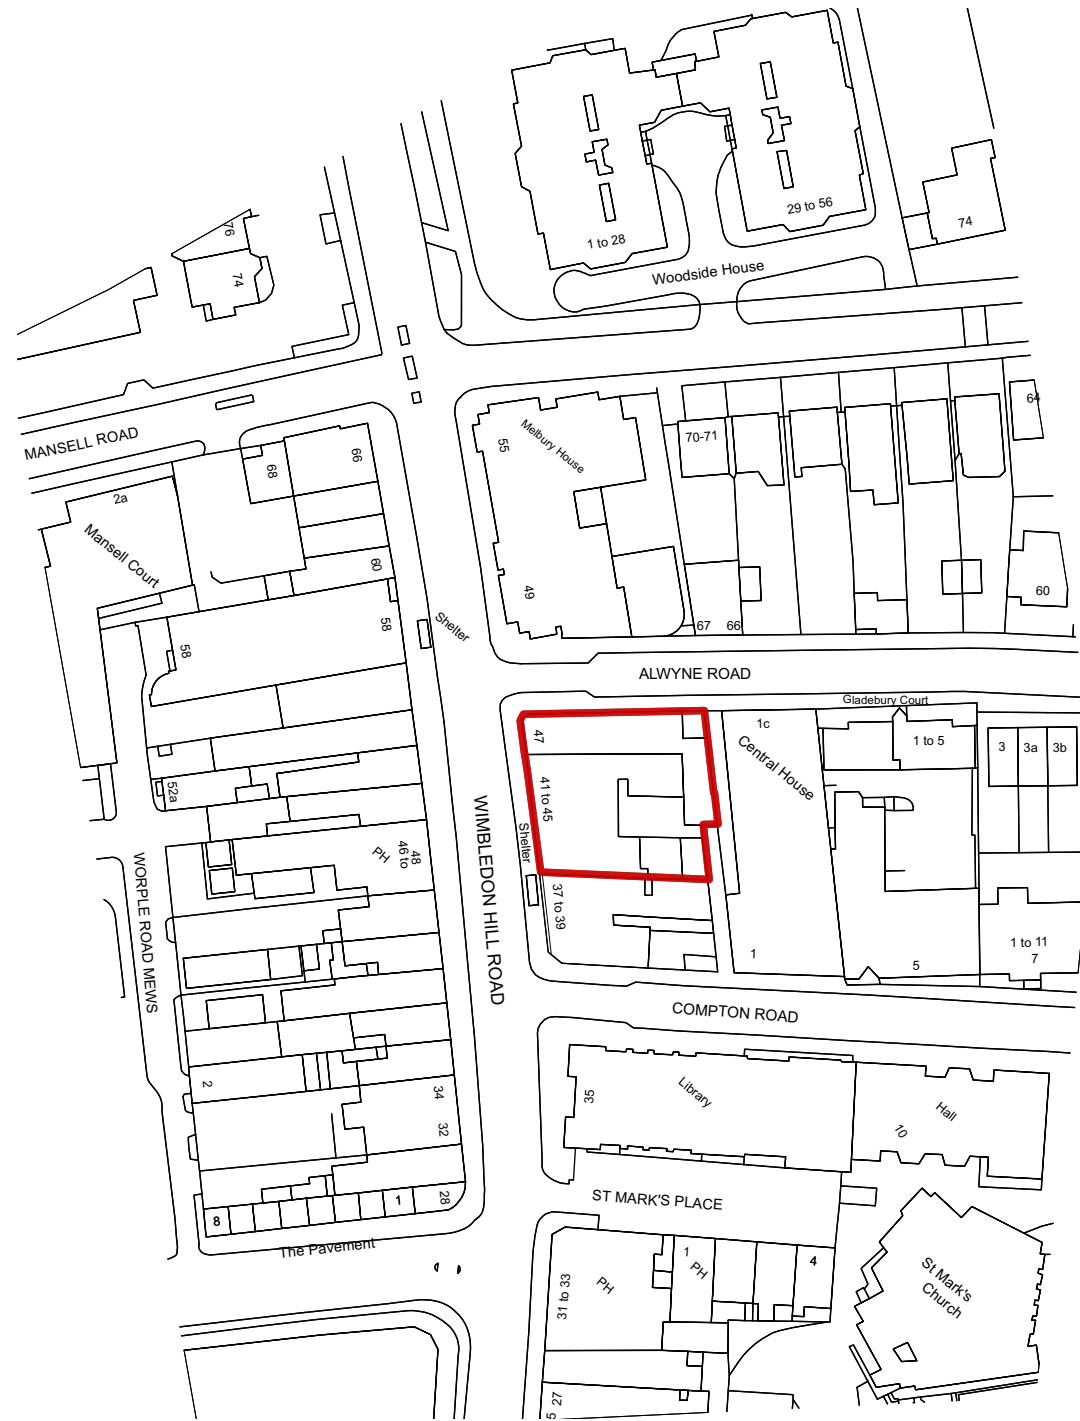 76
74
1 to 28
29 to 56
74
Woodside House
64
MANSELL ROAD
66
68
2a
Mansell Court
60
58
58
Shelter
55
Melbury House
49
70-71
67
66
60
ALWYNE ROAD
Gladebury Court
47
41 to 45
1c
Central House
1 to 5
3
3a
3b
52a
PH
46 to
48
WIMBLEDON HILL ROAD
Shelter
37 to 39
WORPLE ROAD MEWS
1
5
1 to 11
7
COMPTON ROAD
2
34
32
35
Library
Hall
10
ST MARK'S PLACE
8
1
28
The Pavement
31 to 33
PH
1
PH
4
St Mark's
Church
27
5